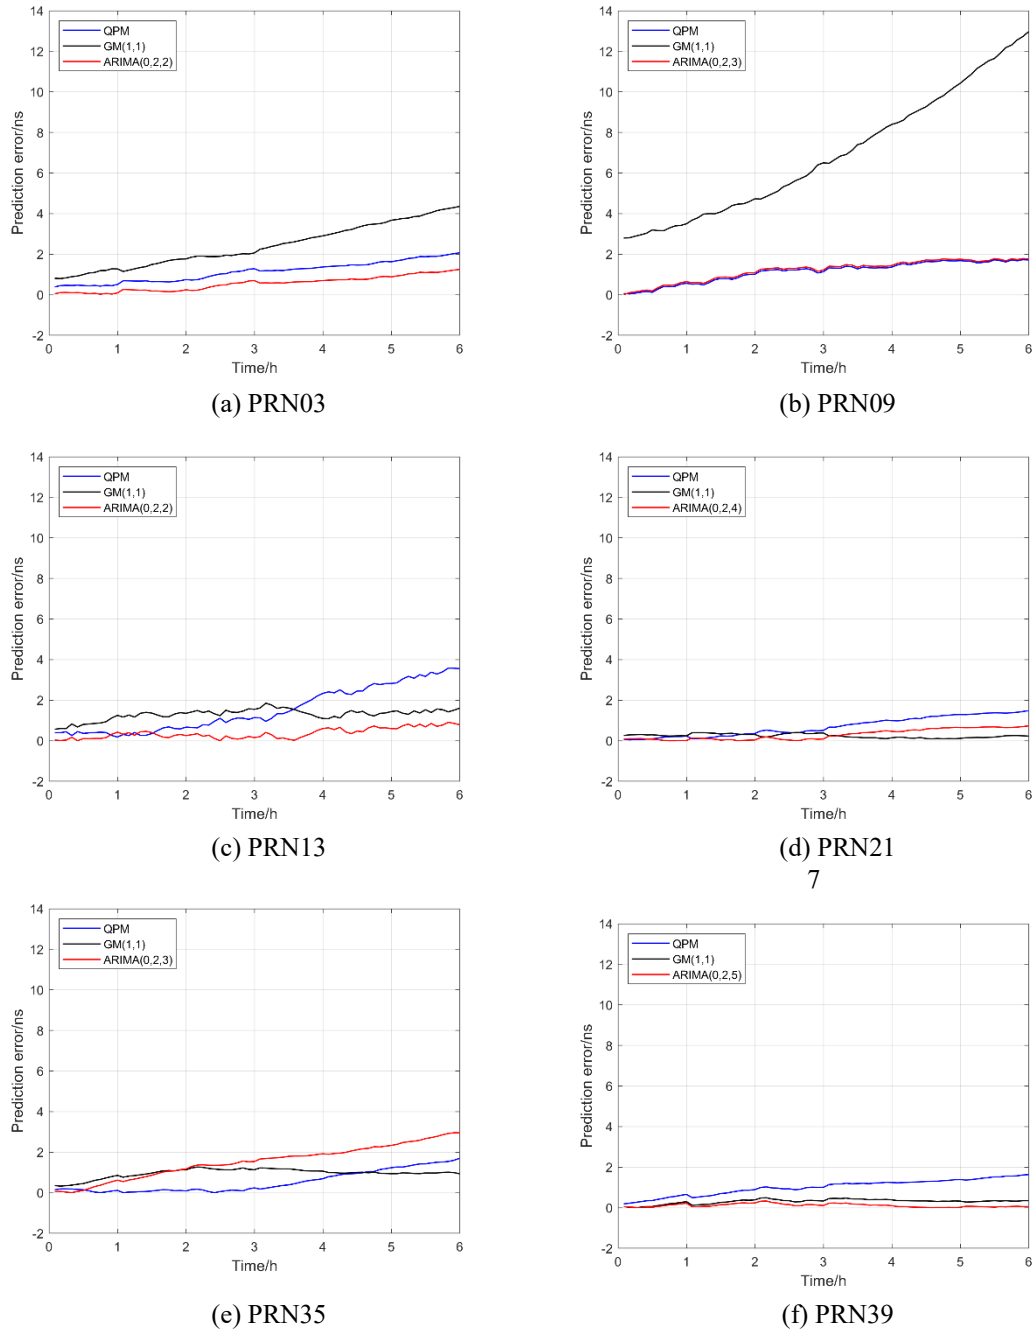 14
12
10
8
6
4
2
0
-2
Prediction error/ns
QPM
GM(1,1)
ARIMA(0,2,2)
0 1 2 3 4 5 6
Time/h
(a) PRN03
14
12
10
8
6
4
2
0
-2
Prediction error/ns
QPM
GM(1,1)
ARIMA(0,2,3)
0 1 2 3 4 5 6
Time/h
(b) PRN09
14
12
10
8
6
4
2
0
-2
Prediction error/ns
QPM
GM(1,1)
ARIMA(0,2,2)
0 1 2 3 4 5 6
Time/h
(c) PRN13
14
12
10
8
6
4
2
0
-2
Prediction error/ns
QPM
GM(1,1)
ARIMA(0,2,4)
0 1 2 3 4 5 6
Time/h
(d) PRN21
7
14
12
10
8
6
4
2
0
-2
Prediction error/ns
QPM
GM(1,1)
ARIMA(0,2,3)
0 1 2 3 4 5 6
Time/h
(e) PRN35
14
12
10
8
6
4
2
0
-2
Prediction error/ns
QPM
GM(1,1)
ARIMA(0,2,5)
0 1 2 3 4 5 6
Time/h
(f) PRN39